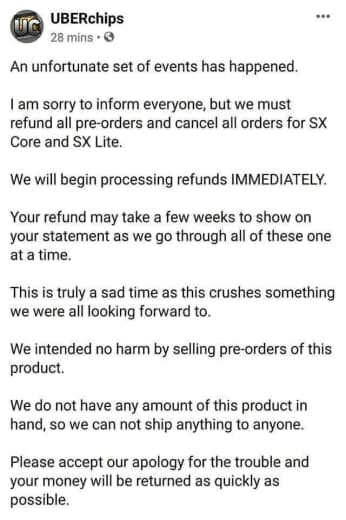 UC
UBERchips
28 mins •
An unfortunate set of events has happened.
I am sorry to inform everyone, but we must
refund all pre-orders and cancel all orders for SX
Core and SX Lite.
We will begin processing refunds IMMEDIATELY.
Your refund may take a few weeks to show on
your statement as we go through all of these one
at a time.
This is truly a sad time as this crushes something
we were all looking forward to.
We intended no harm by selling pre-orders of this
product.
We do not have any amount of this product in
hand, so we can not ship anything to anyone.
Please accept our apology for the trouble and
your money will be returned as quickly as
possible.